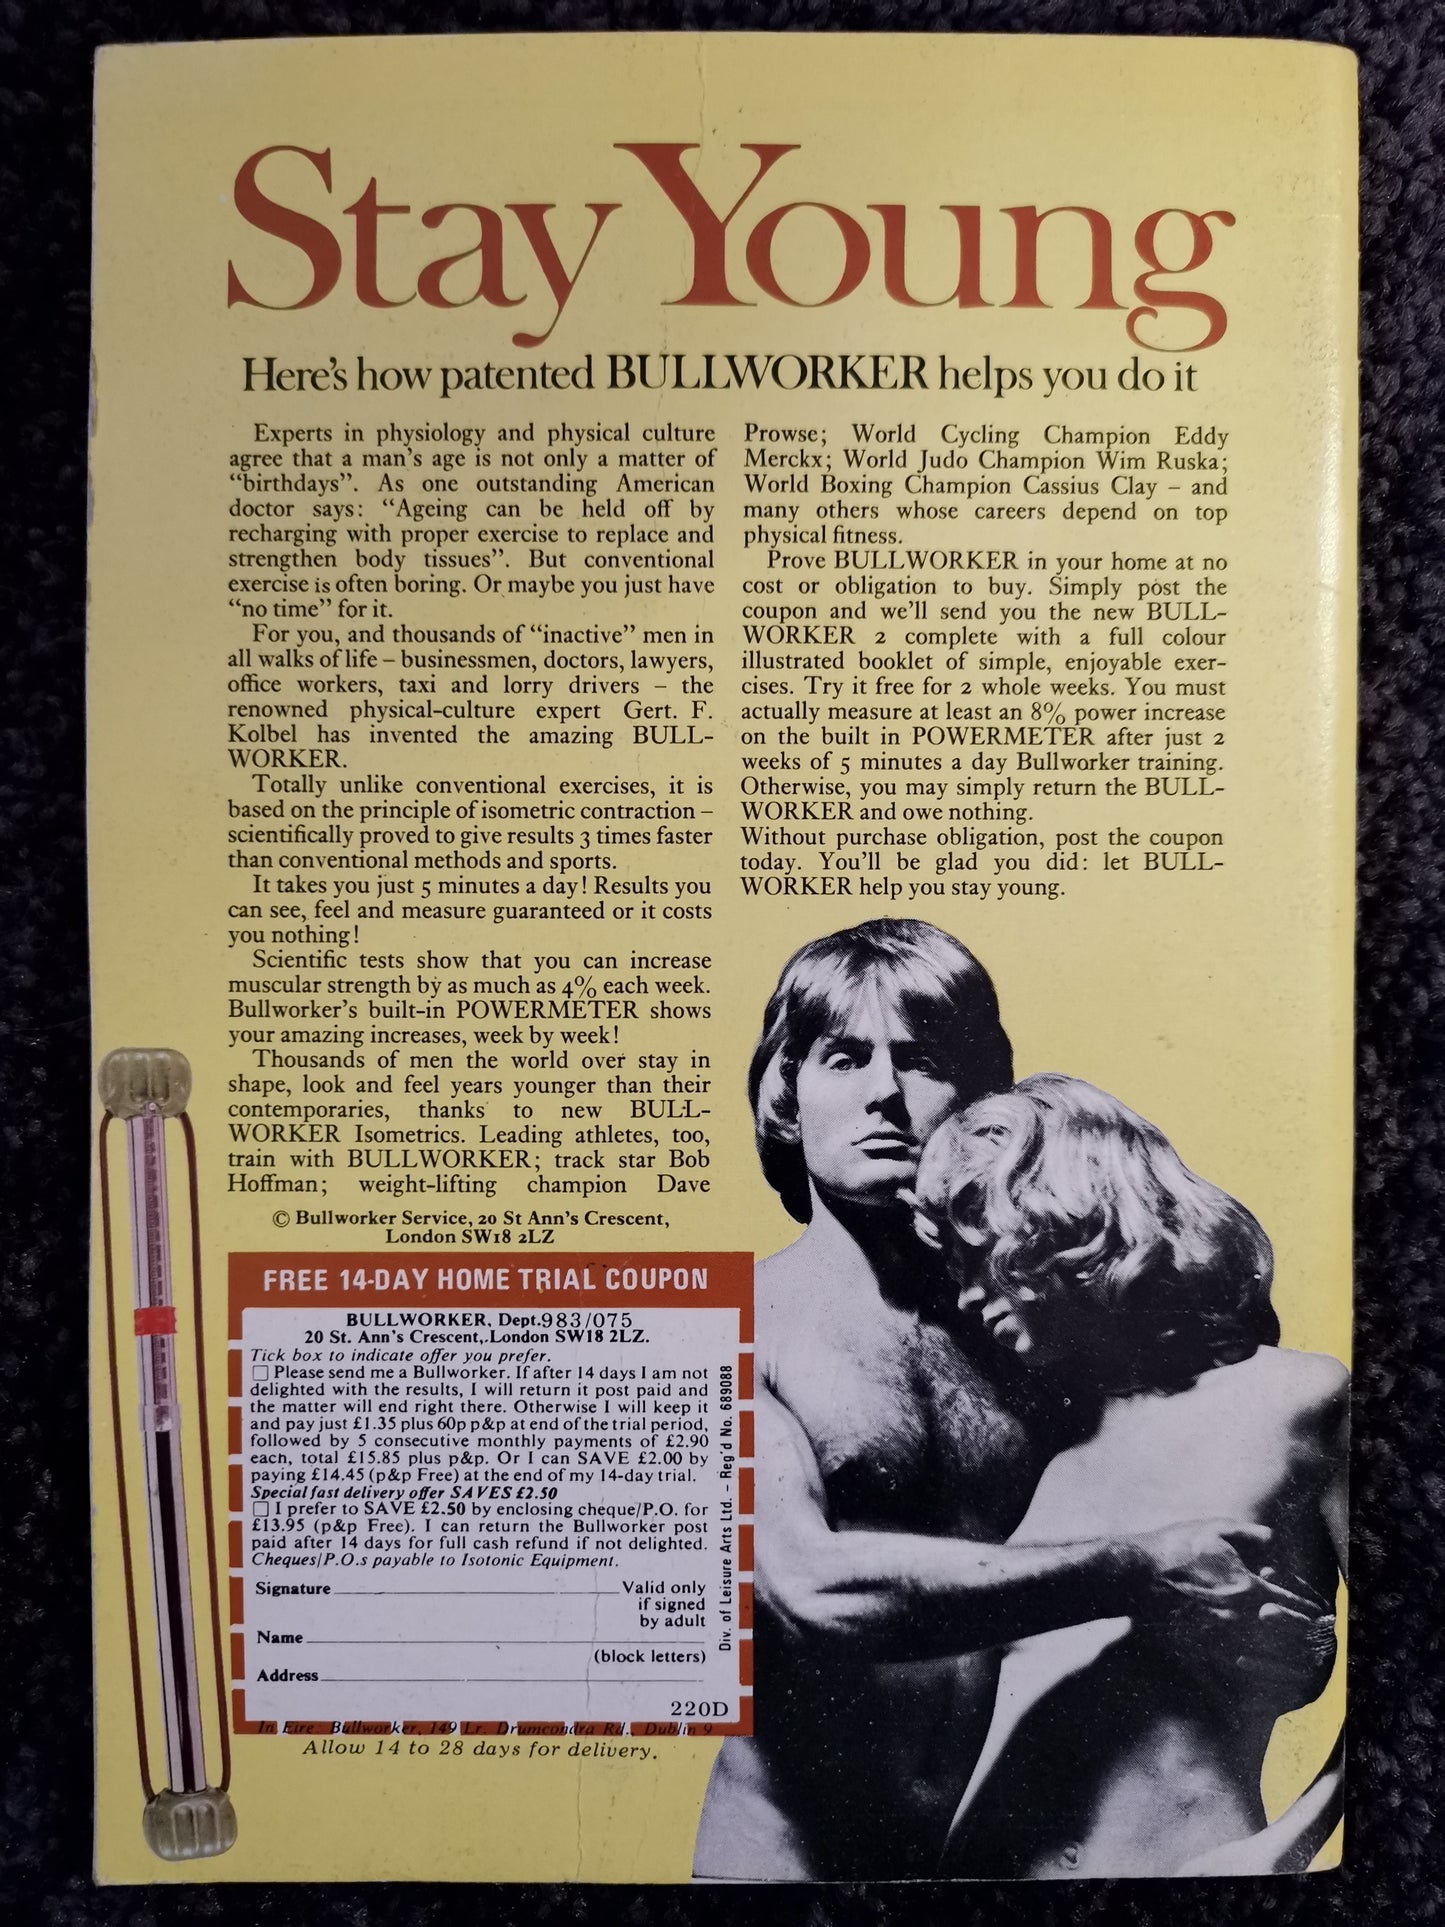 Stay Young
Here's how patented BULLWORKER helps you do it
Experts in physiology and physical culture
agree that a man's age is not only a matter of
“birthdays”. As one outstanding American
doctor says: “Ageing can be held off by
recharging with proper exercise to replace and
strengthen body tissues”. But conventional
exercise is often boring. Or maybe you just have
“no time” for it.
For you, and thousands of “inactive” men in
all walks of life – businessmen, doctors, lawyers,
office workers, taxi and lorry drivers – the
renowned physical-culture expert Gert. F.
Kolbel has invented the amazing BULL-
WORKER.
Totally unlike conventional exercises, it is
based on the principle of isometric contraction –
scientifically proved to give results 3 times faster
than conventional methods and sports.
It takes you just 5 minutes a day! Results you
can see, feel and measure guaranteed or it costs
you nothing!
Scientific tests show that you can increase
muscular strength by as much as 4% each week.
Bullworker's built-in POWERMETER shows
your amazing increases, week by week!
Thousands of men the world over stay in
shape, look and feel years younger than their
contemporaries, thanks to new BULL-
WORKER Isometrics. Leading athletes, too,
train with BULLWORKER; track star Bob
Hoffman; weight-lifting champion Dave
Prowse; World Cycling Champion Eddy
Merckx; World Judo Champion Wim Ruska;
World Boxing Champion Cassius Clay – and
many others whose careers depend on top
physical fitness.
Prove BULLWORKER in your home at no
cost or obligation to buy. Simply post the
coupon and we'll send you the new BULL-
WORKER 2 complete with a full colour
illustrated booklet of simple, enjoyable exer-
cises. Try it free for 2 whole weeks. You must
actually measure at least an 8% power increase
on the built in POWERMETER after just 2
weeks of 5 minutes a day Bullworker training.
Otherwise, you may simply return the BULL-
WORKER and owe nothing.
Without purchase obligation, post the coupon
today. You'll be glad you did: let BULL-
WORKER help you stay young.
© Bullworker Service, 20 St Ann's Crescent,
London SW18 2LZ
FREE 14-DAY HOME TRIAL COUPON
BULLWORKER, Dept.983/075
20 St. Ann's Crescent,.London SW18 2LZ.
Tick box to indicate offer you prefer.
☐ Please send me a Bullworker. If after 14 days I am not
delighted with the results, I will return it post paid and
the matter will end right there. Otherwise I will keep it
and pay just £1.35 plus 60p p&p at end of the trial period,
followed by 5 consecutive monthly payments of £2.90
each, total £15.85 plus p&p. Or I can SAVE £2.00 by
paying £14.45 (p&p Free) at the end of my 14-day trial.
Special fast delivery offer SAVES £2.50
☐ I prefer to SAVE £2.50 by enclosing cheque/P.O. for
£13.95 (p&p Free). I can return the Bullworker post
paid after 14 days for full cash refund if not delighted.
Cheques/P.O.s payable to Isotonic Equipment.
Signature Valid only
if signed
by adult
Name
(block letters)
Address
220D
In Eire: Bullworker, 149 Lr. Drumcondra Rd., Dublin 9
Allow 14 to 28 days for delivery.
Div. of Leisure Arts Ltd. – Reg'd No. 689088